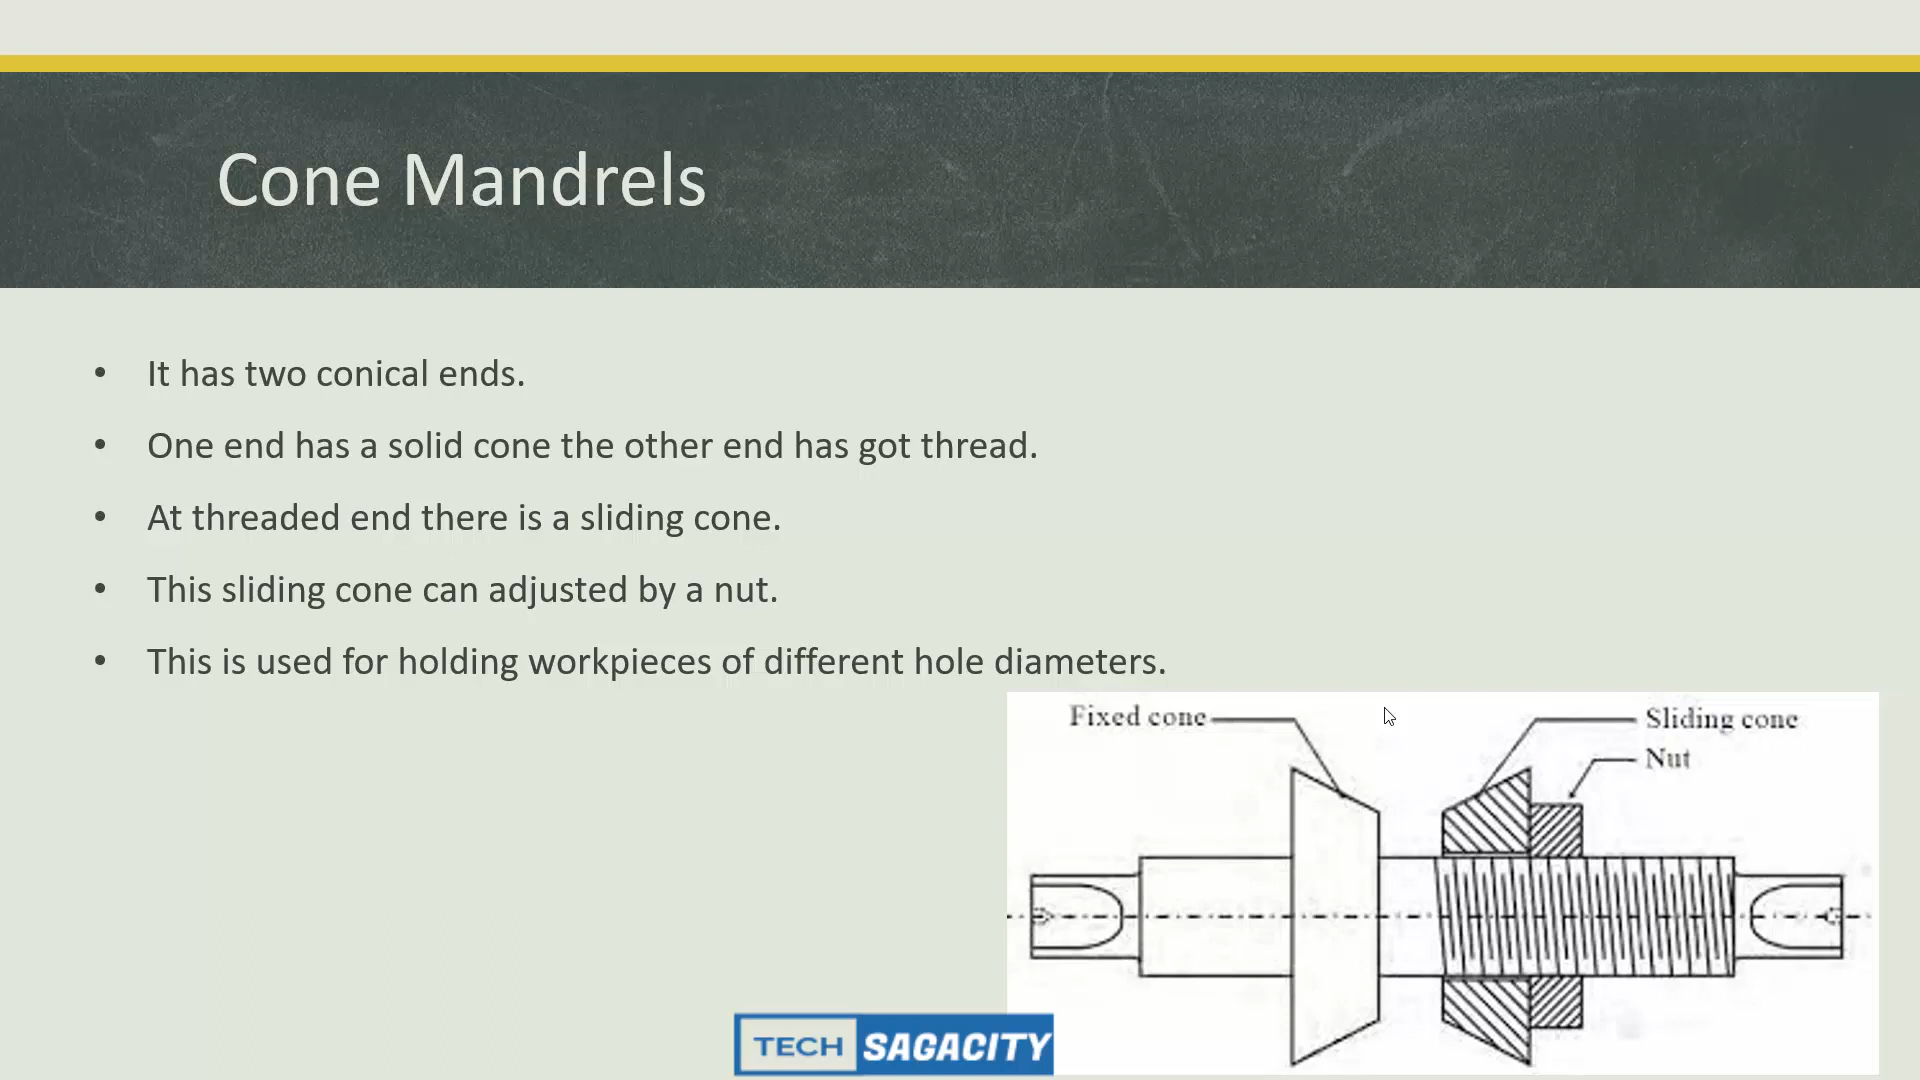 Cone Mandrels
• It has two conical ends.
• One end has a solid cone the other end has got thread.
• At threaded end there is a sliding cone.
• This sliding cone can adjusted by a nut.
• This is used for holding workpieces of different hole diameters.
Fixed cone
Sliding cone
Nut
TECH SAGACITY